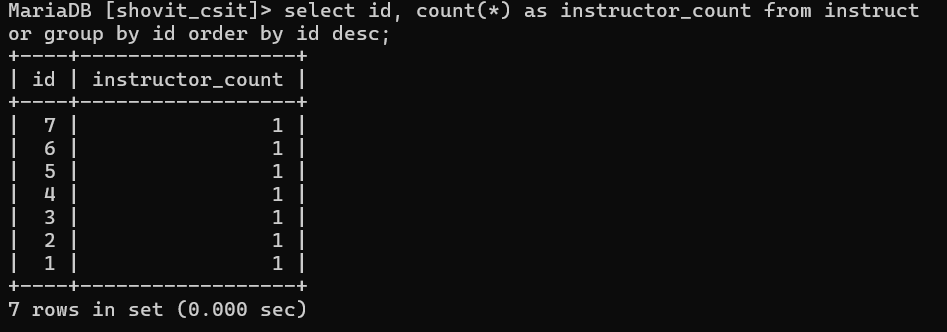 MariaDB [shovit_csit]> select id, count(*) as instructor_count from instruct
or group by id order by id desc;
+----+------------------+
| id | instructor_count |
+----+------------------+
|  7 |                1 |
|  6 |                1 |
|  5 |                1 |
|  4 |                1 |
|  3 |                1 |
|  2 |                1 |
|  1 |                1 |
+----+------------------+
7 rows in set (0.000 sec)